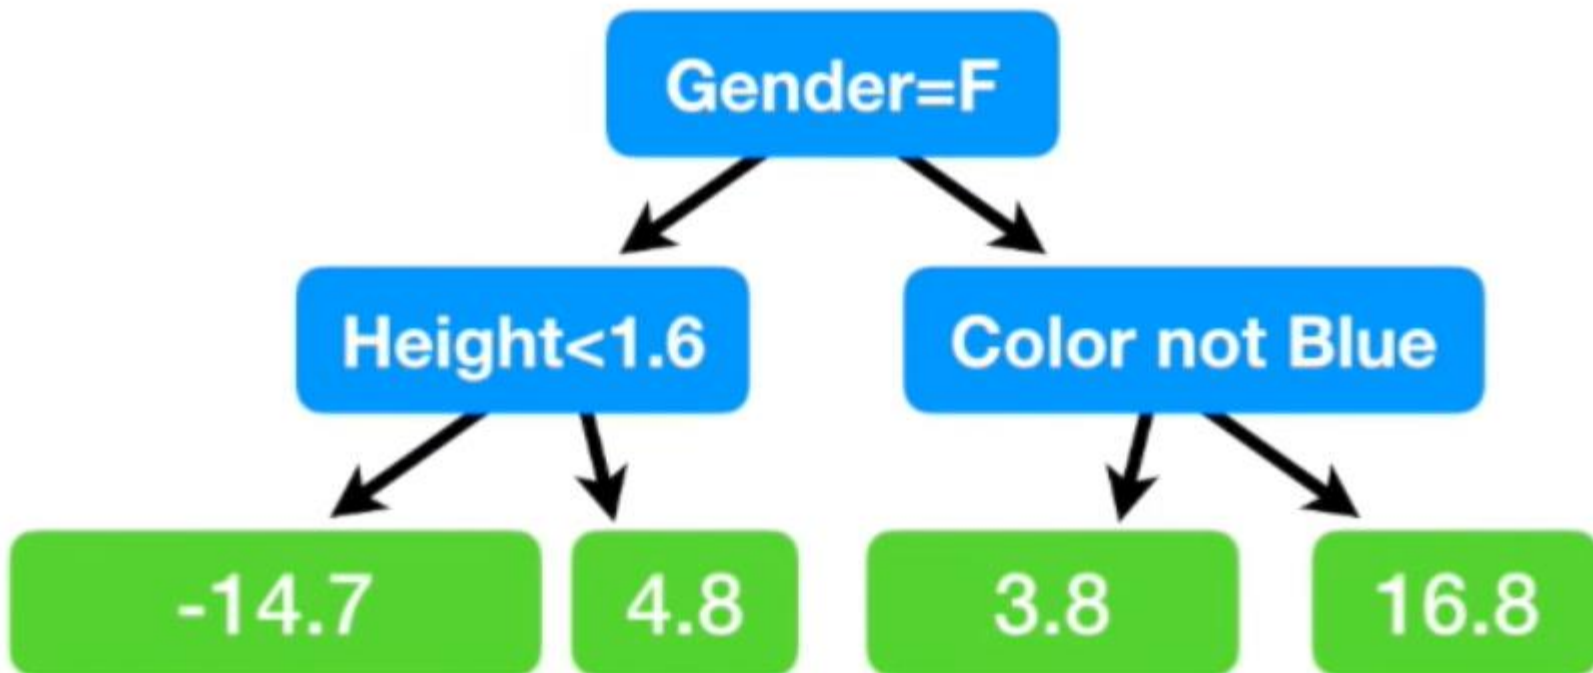 Gender=F
Height<1.6
Color not Blue
-14.7
4.8
3.8
16.8